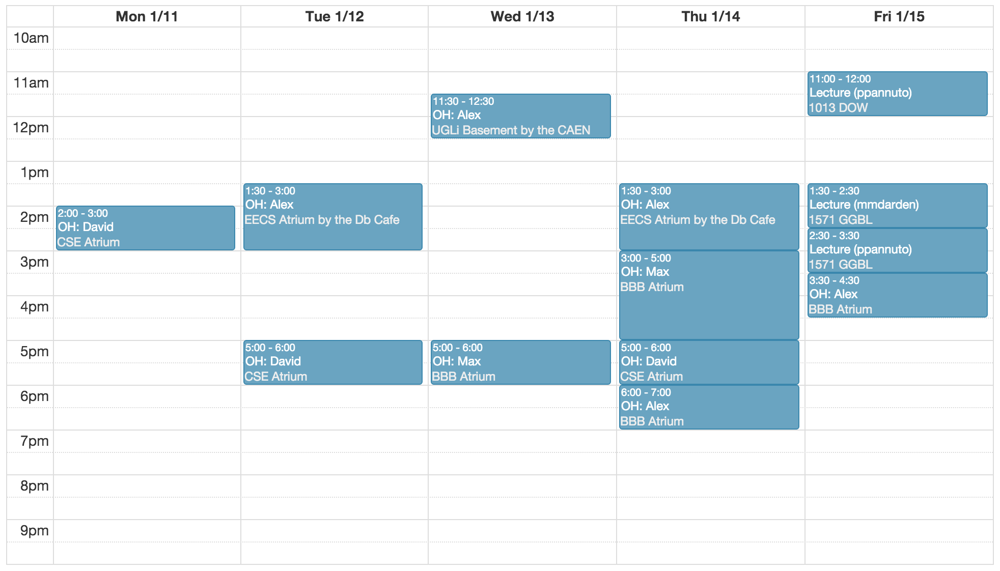 Mon 1/11
Tue 1/12
Wed 1/13
Thu 1/14
Fri 1/15
10am
11am
12pm
1pm
2pm
3pm
4pm
5pm
6pm
7pm
8pm
9pm
2:00 - 3:00
OH: David
CSE Atrium
1:30 - 3:00
OH: Alex
EECS Atrium by the Db Cafe
5:00 - 6:00
OH: David
CSE Atrium
11:30 - 12:30
OH: Alex
UGLi Basement by the CAEN
5:00 - 6:00
OH: Max
BBB Atrium
1:30 - 3:00
OH: Alex
EECS Atrium by the Db Cafe
3:00 - 5:00
OH: Max
BBB Atrium
5:00 - 6:00
OH: David
CSE Atrium
6:00 - 7:00
OH: Alex
BBB Atrium
11:00 - 12:00
Lecture (ppannuto)
1013 DOW
1:30 - 2:30
Lecture (mmdarden)
1571 GGBL
2:30 - 3:30
Lecture (ppannuto)
1571 GGBL
3:30 - 4:30
OH: Alex
BBB Atrium